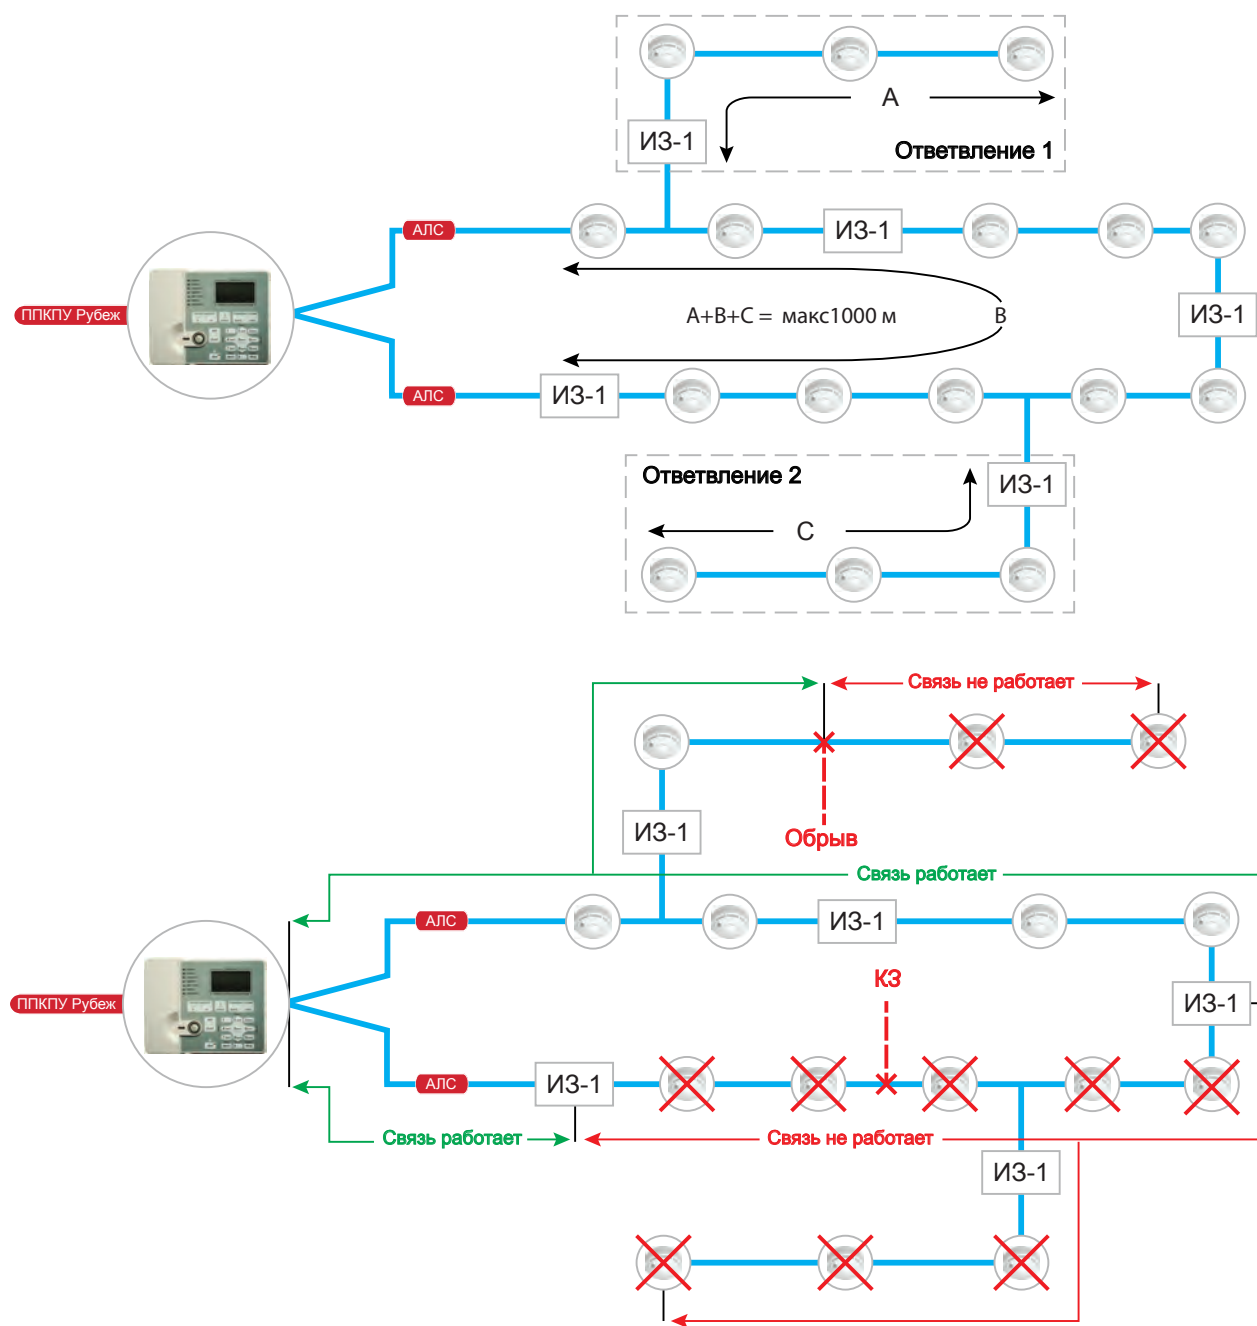 A
ИЗ-1
Ответвление 1
АЛС
ИЗ-1
ППКПУ Рубеж
A+B+C = макс1000 м
B
ИЗ-1
АЛС
ИЗ-1
Ответвление 2
ИЗ-1
C
Связь не работает
ИЗ-1
Обрыв
Связь работает
АЛС
ИЗ-1
КЗ
ППКПУ Рубеж
ИЗ-1
АЛС
ИЗ-1
Связь работает
Связь не работает
ИЗ-1